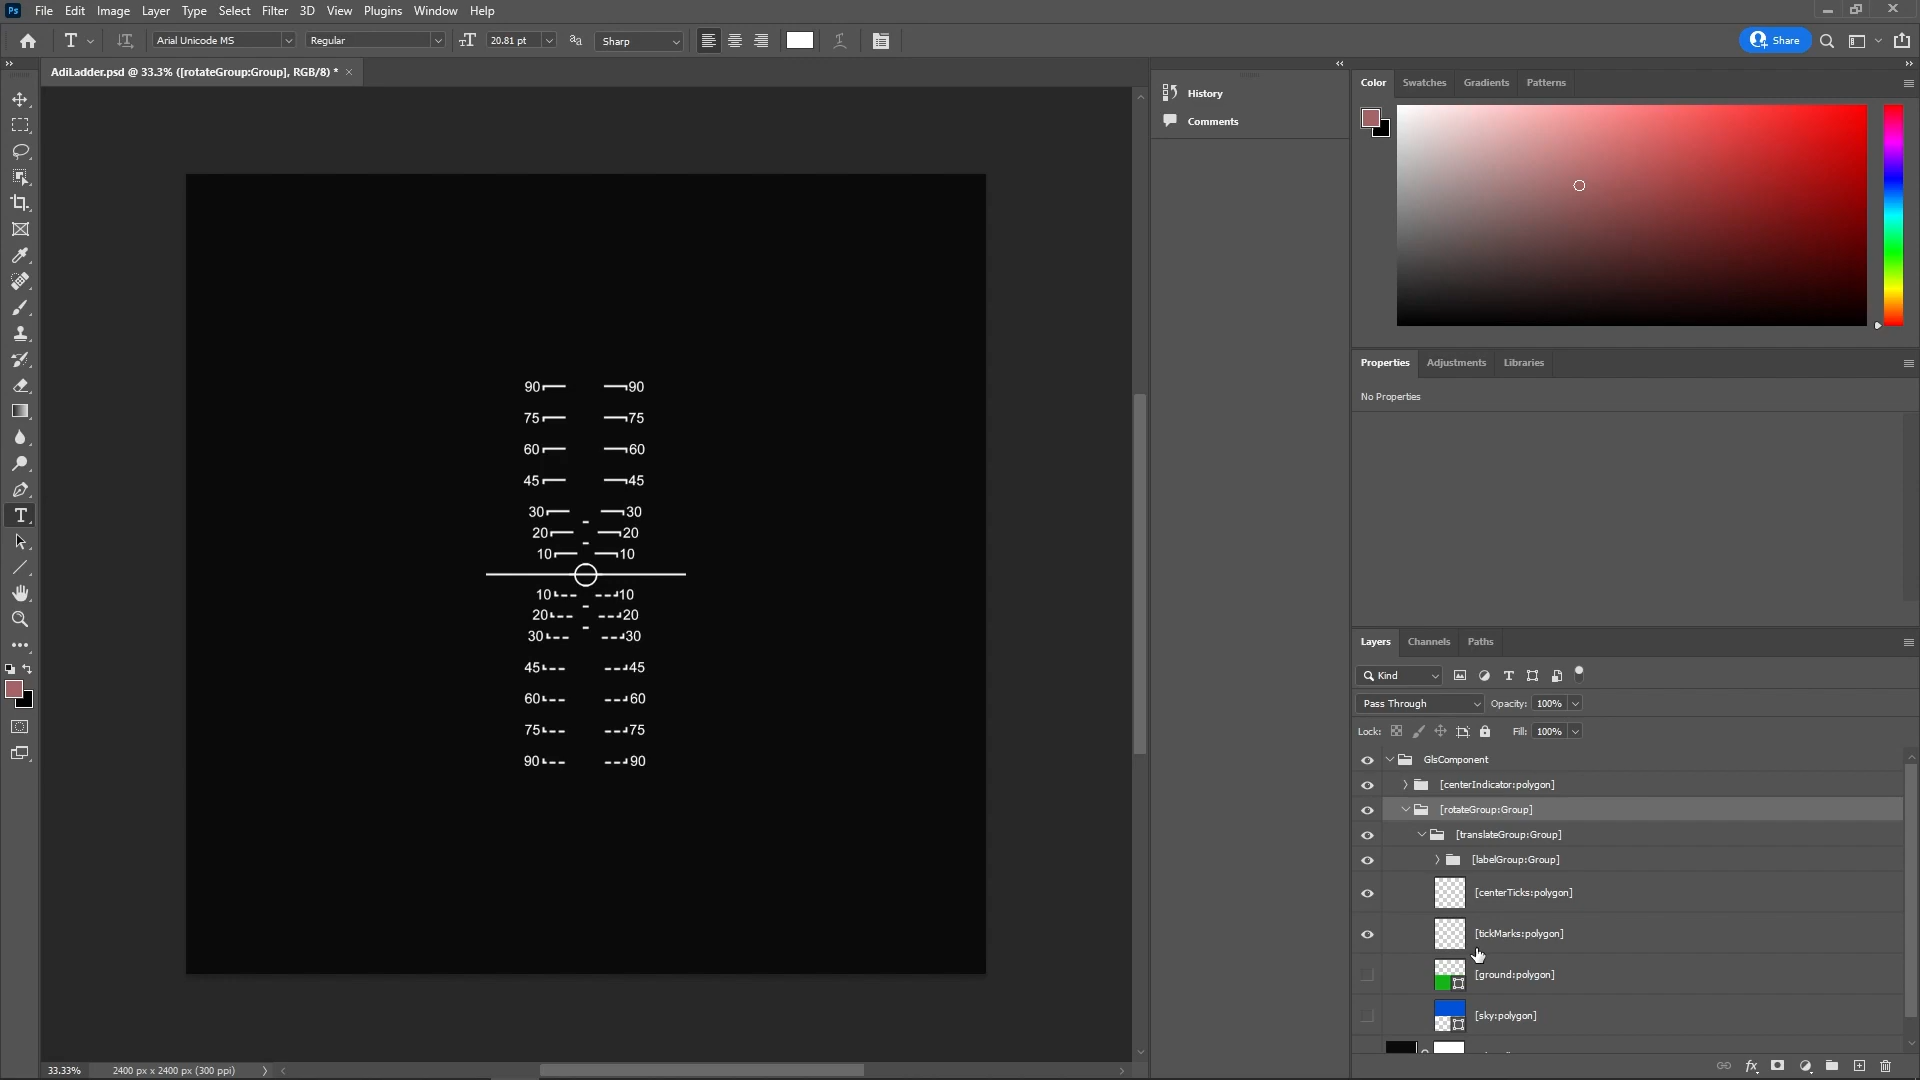 Ps File Edit Image Layer Type Select Filter 3D View Plugins Window Help
T Arial Unicode MS Regular 20.81 pt Sharp Share
AdiLadder.psd @ 33.3% ([rotateGroup:Group], RGB/8) * ×
History
Comments
Color Swatches Gradients Patterns
Properties Adjustments Libraries
No Properties
90 90
75 75
60 60
45 45
30 30
20 20
10 10
10 10
20 20
30 30
45 45
60 60
75 75
90 90
Layers Channels Paths
Kind
Pass Through Opacity: 100%
Lock: Fill: 100%
GlsComponent
[centerIndicator:polygon]
[rotateGroup:Group]
[translateGroup:Group]
[labelGroup:Group]
[centerTicks:polygon]
[tickMarks:polygon]
[ground:polygon]
[sky:polygon]
33.33% 2400 px x 2400 px (300 ppi)
fx